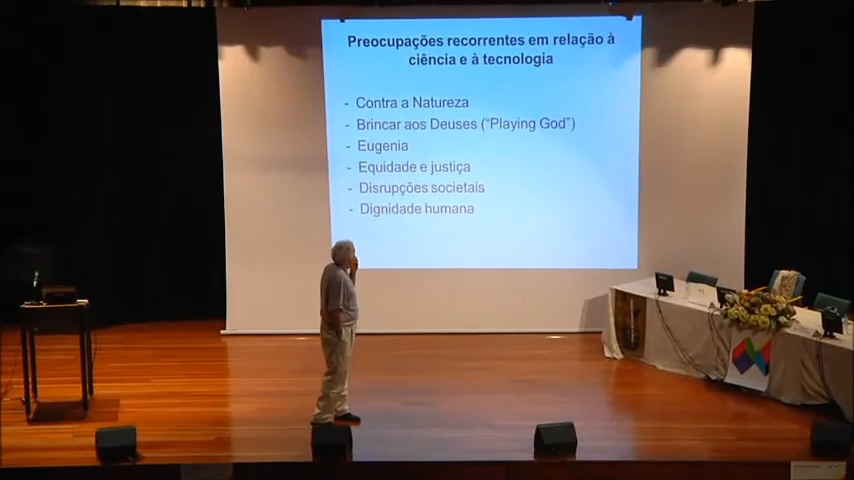 Preocupações recorrentes em relação à
ciência e à tecnologia
- Contra a Natureza
- Brincar aos Deuses (“Playing God”)
- Eugenia
- Equidade e justiça
- Disrupções societais
- Dignidade humana